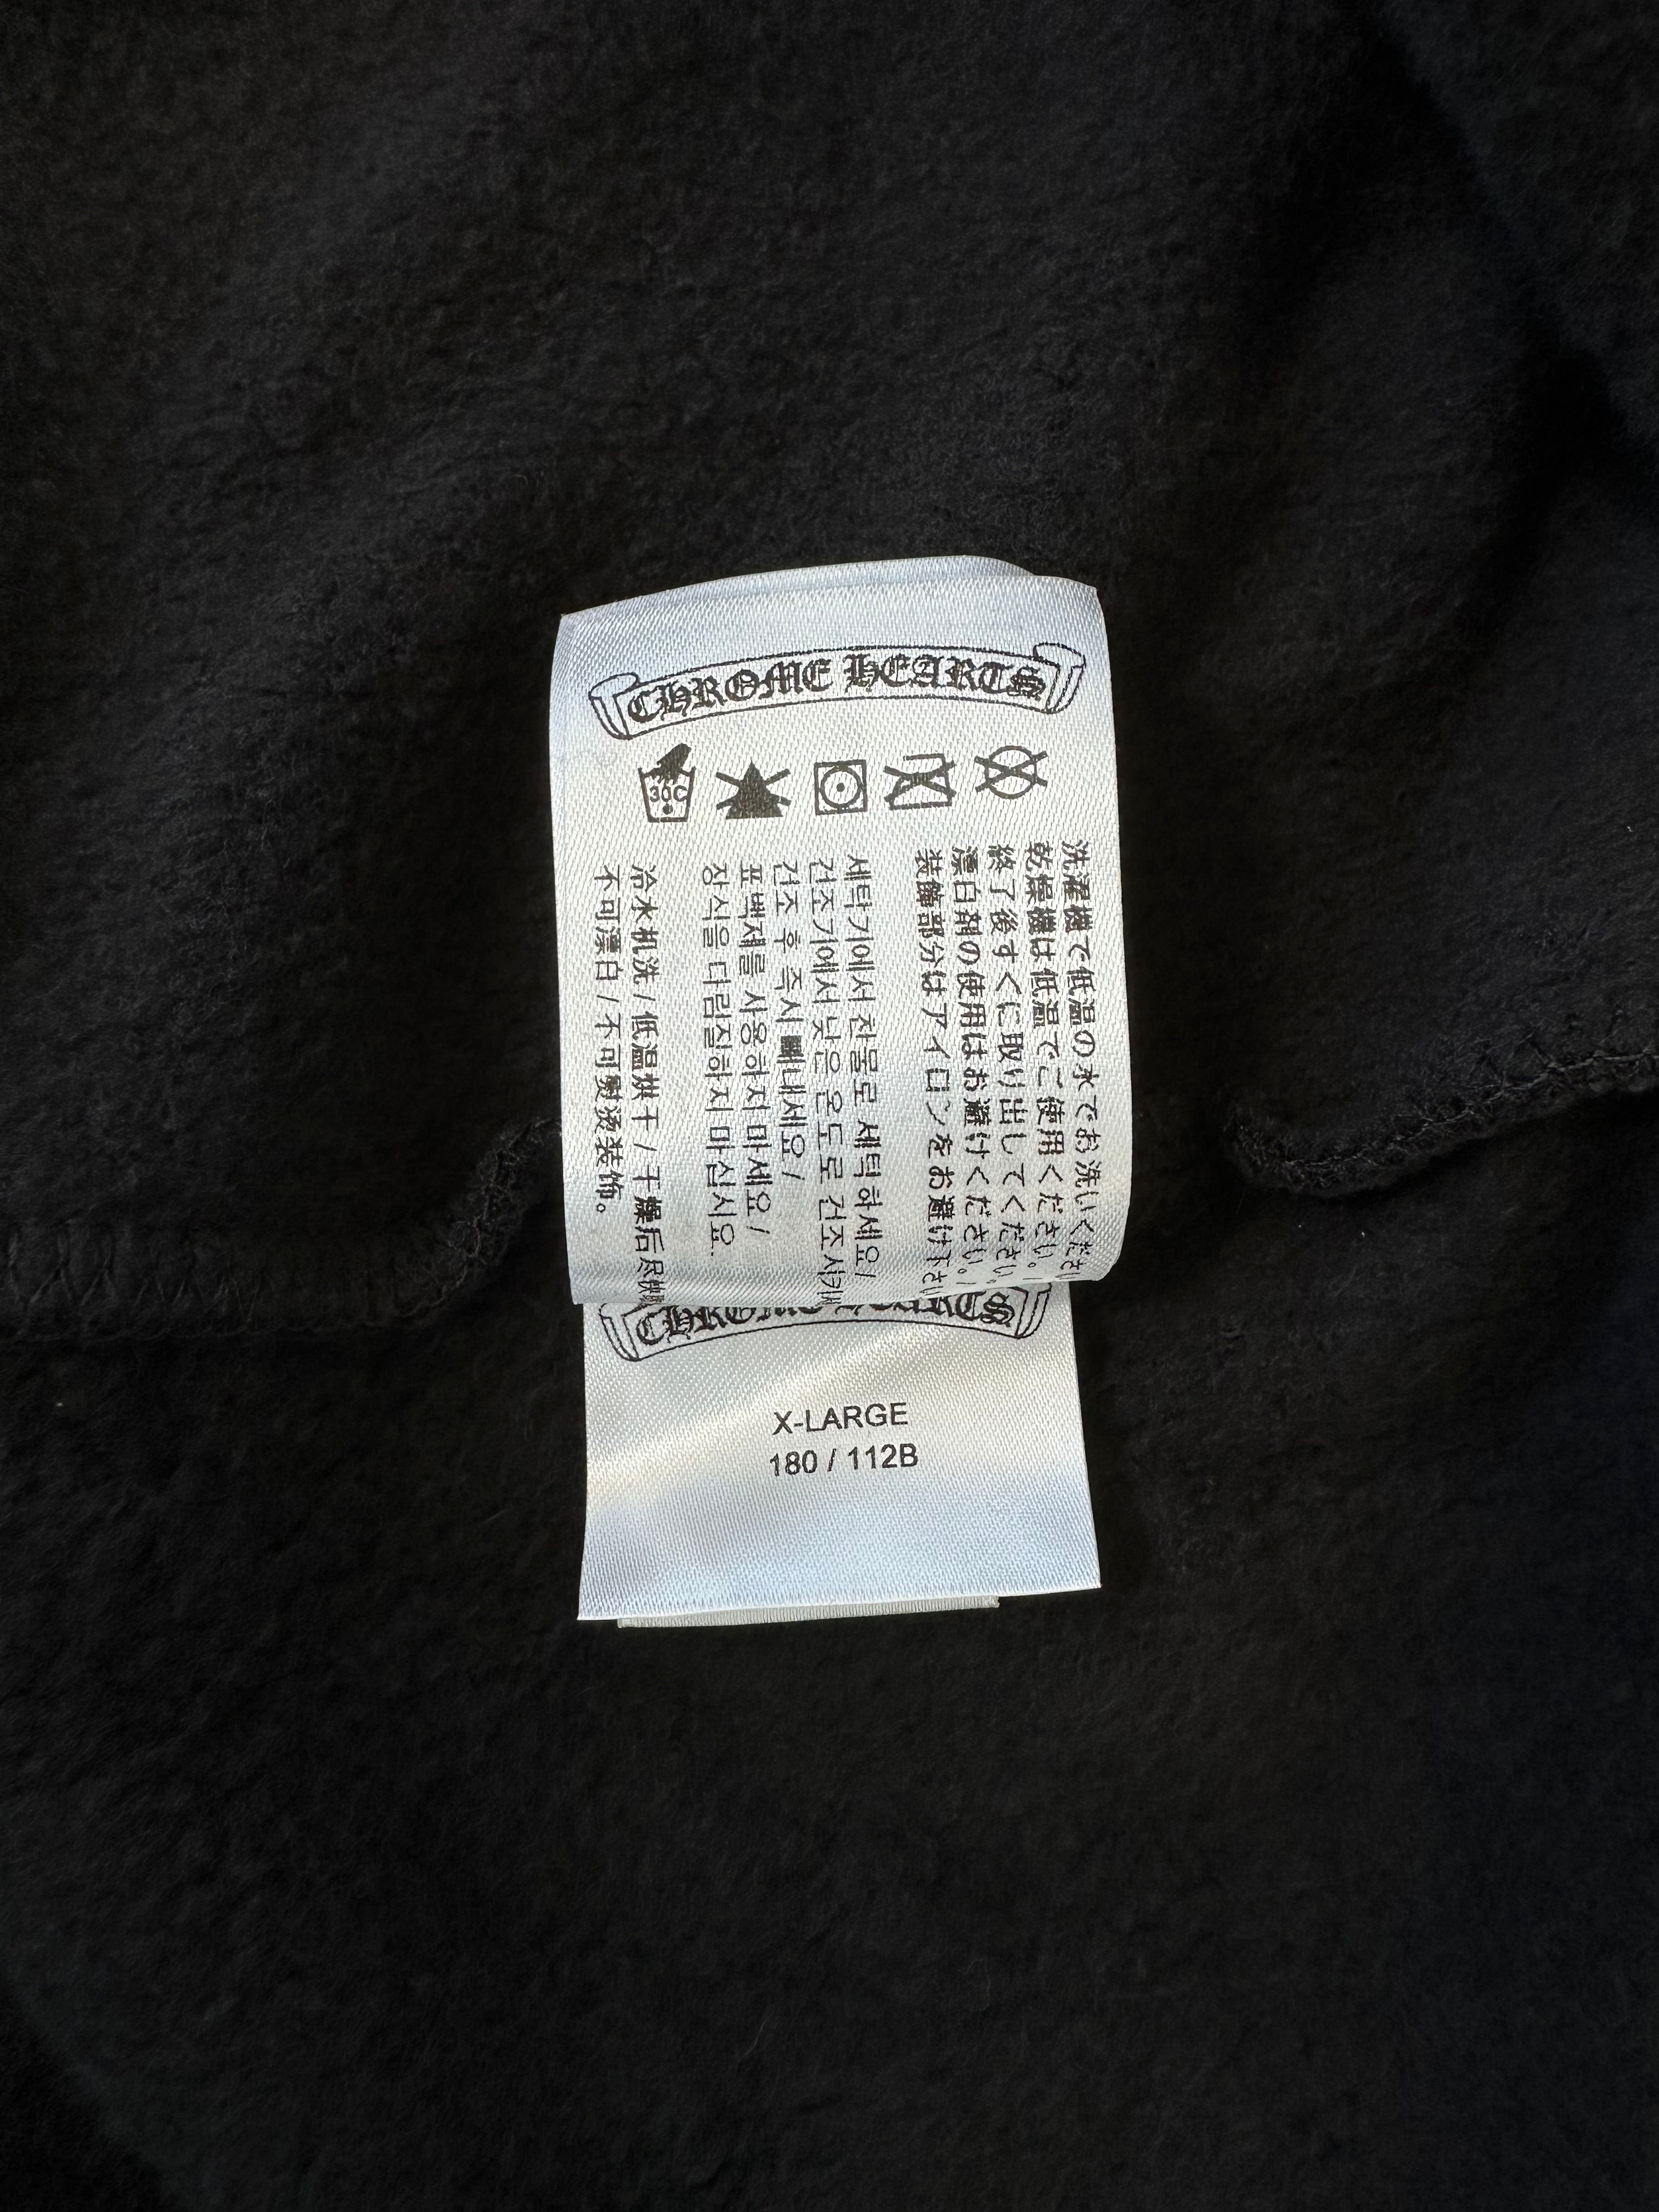 CHROME HEARTS
30C
洗濯機で低温の水でお洗いくださ
乾燥機は低温でご使用ください。/
終了後すぐに取り出してください。
漂白剤の使用はお避けください。/
装飾部分はアイロンをお避け下さい
세탁기에서 찬물로 세탁 하세요 /
건조기에서 낮은 온도로 건조시키
건조 후 즉시 빼내세요 /
표백제를 사용하지 마세요 /
장식을 다림질하지 마십시요.
冷水机洗 / 低温烘干 / 干燥后尽快
不可漂白 / 不可熨烫装饰。
CHROME HEARTS
X-LARGE
180 / 112B